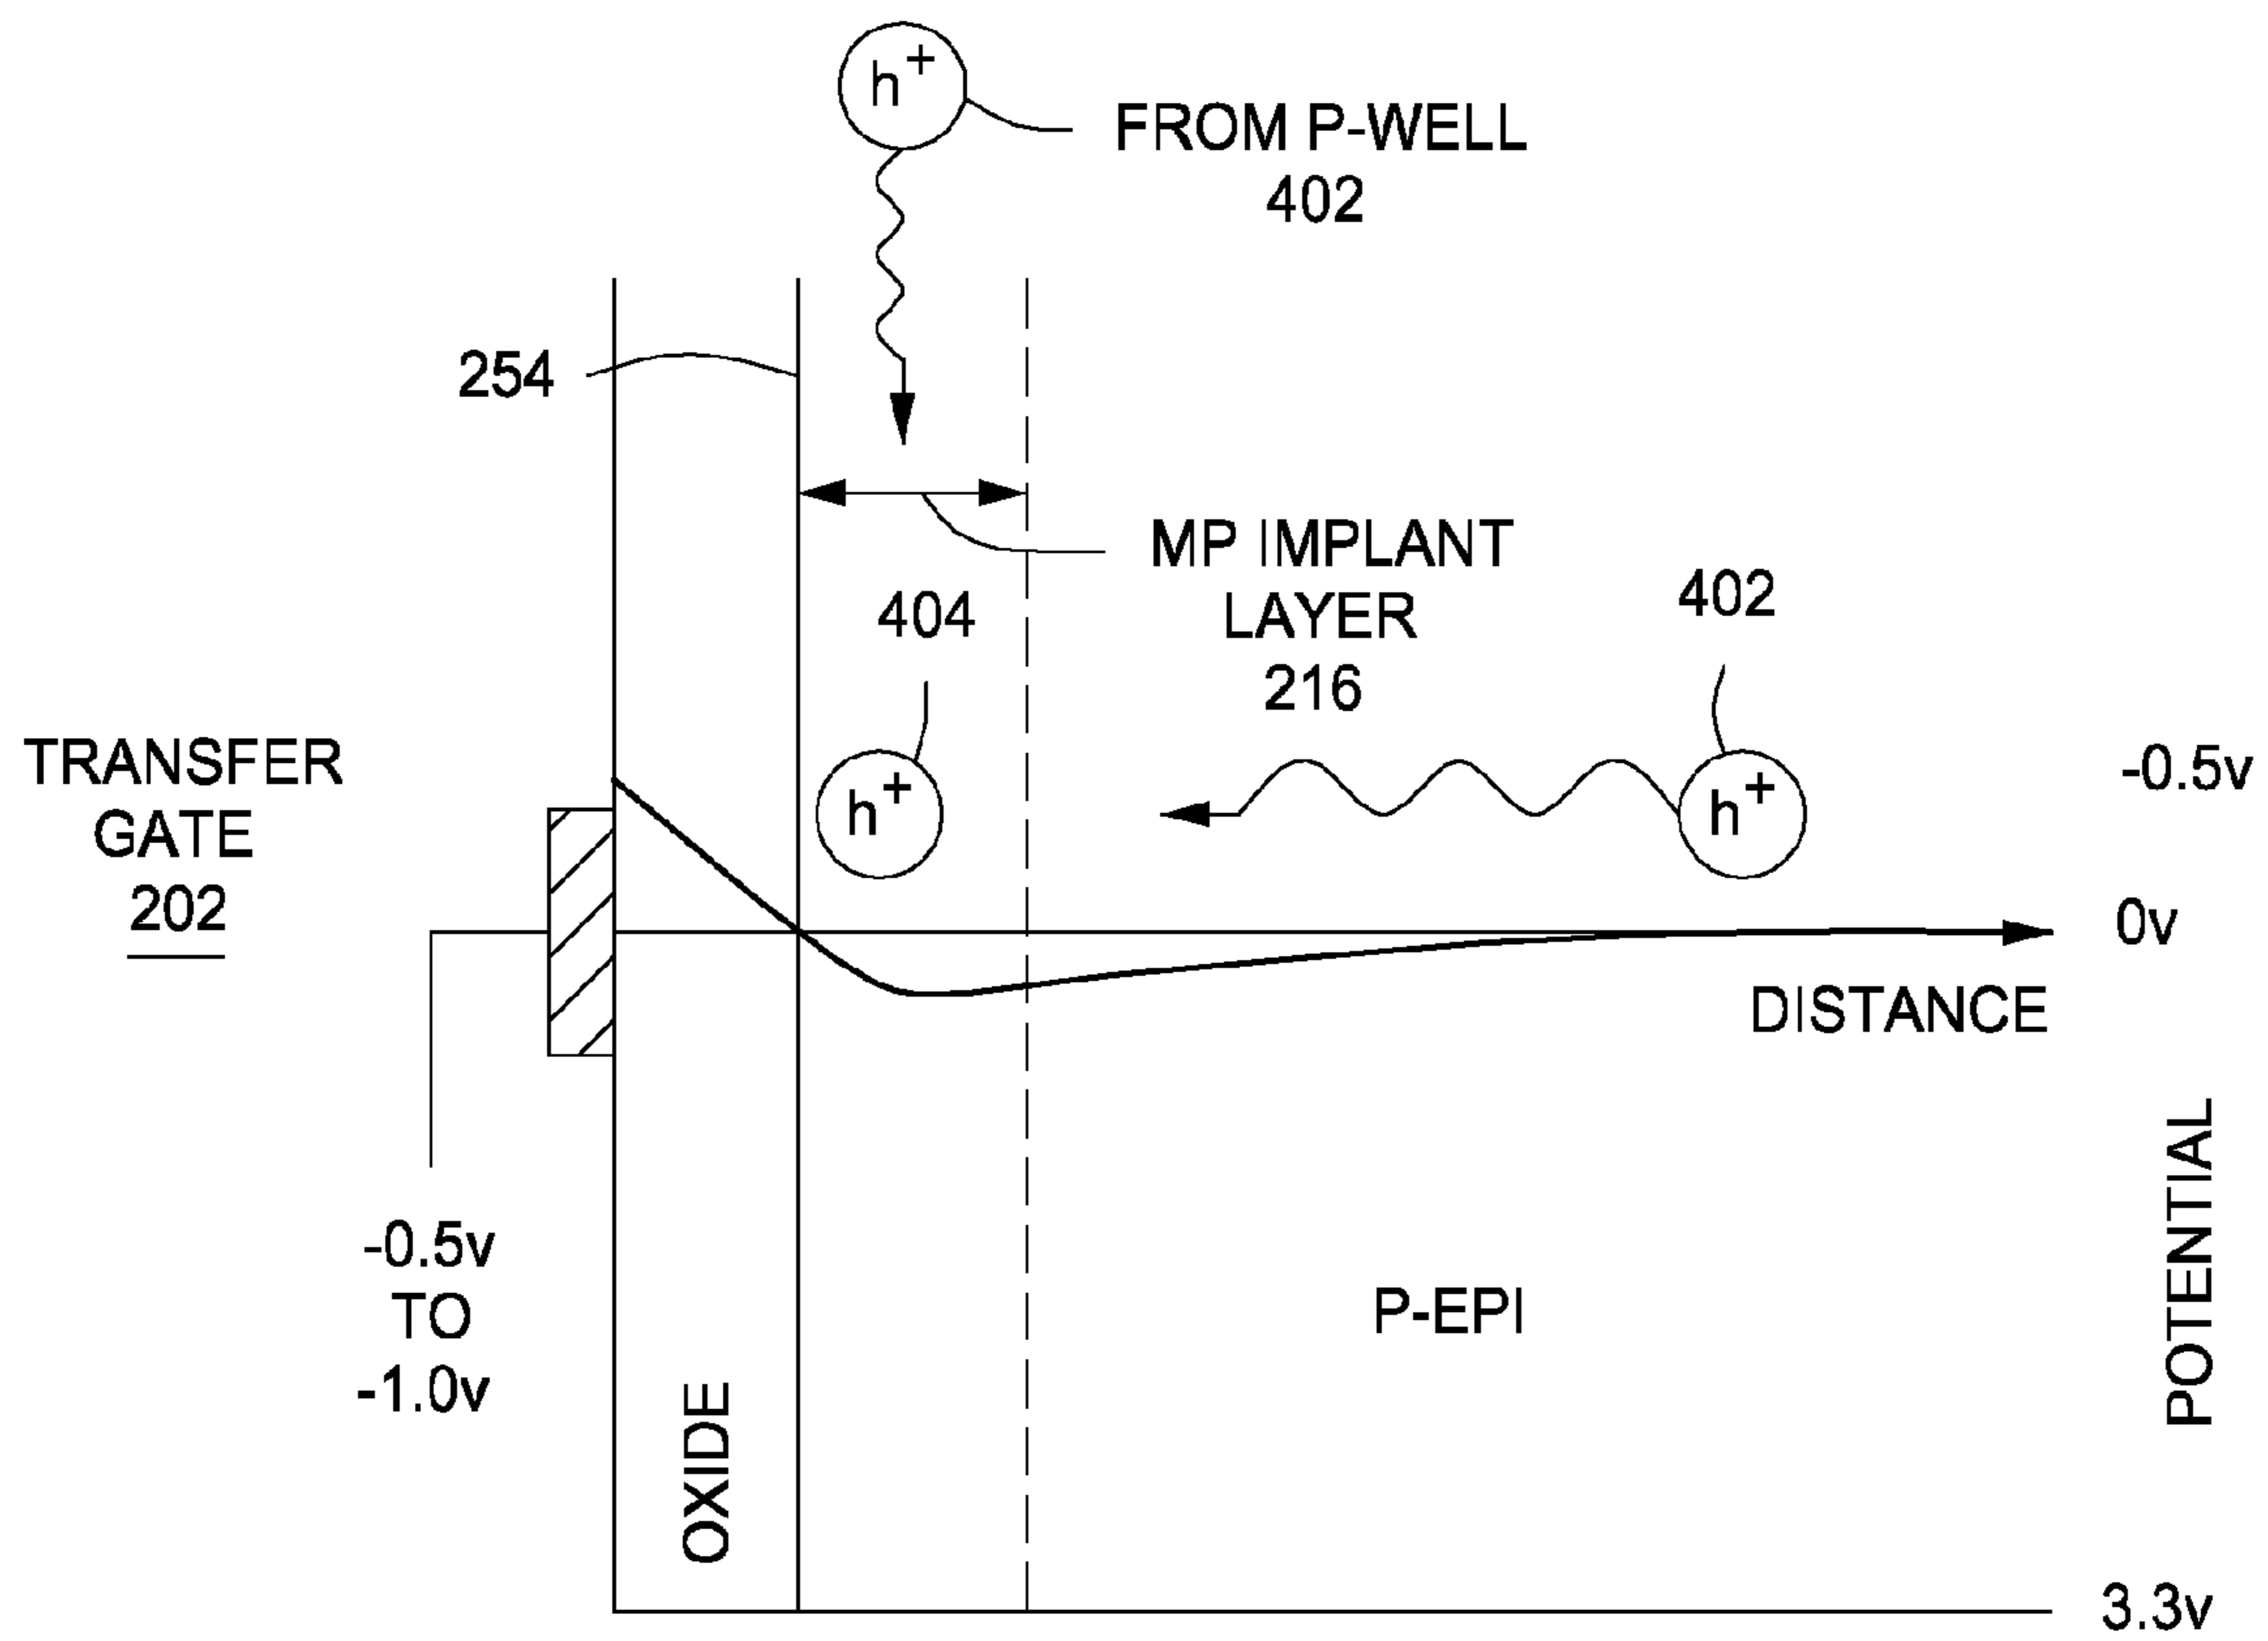 h+
FROM P-WELL
402
254
MP IMPLANT
LAYER
216
404
402
TRANSFER
GATE
202
h+
h+
-0.5v
0v
DISTANCE
-0.5v
TO
-1.0v
OXIDE
P-EPI
POTENTIAL
3.3v